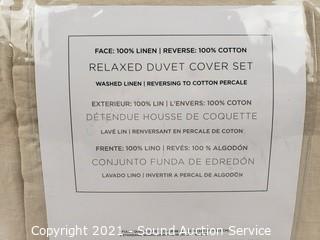 FACE: 100% LINEN | REVERSE: 100% COTTON
RELAXED DUVET COVER SET
WASHED LINEN | REVERSING TO COTTON PERCALE
EXTERIEUR: 100% LIN | L'ENVERS: 100% COTON
DÉTENDUE HOUSSE DE COQUETTE
LAVÉ LIN | RENVERSANT EN PERCALE DE COTON
FRENTE: 100% LINO | REVÉS: 100 % ALGODÓN
CONJUNTO FUNDA DE EDREDÓN
LAVADO LINO | INVERTIR A PERCAL DE ALGODÓN
Copyright 2021 - Sound Auction Service